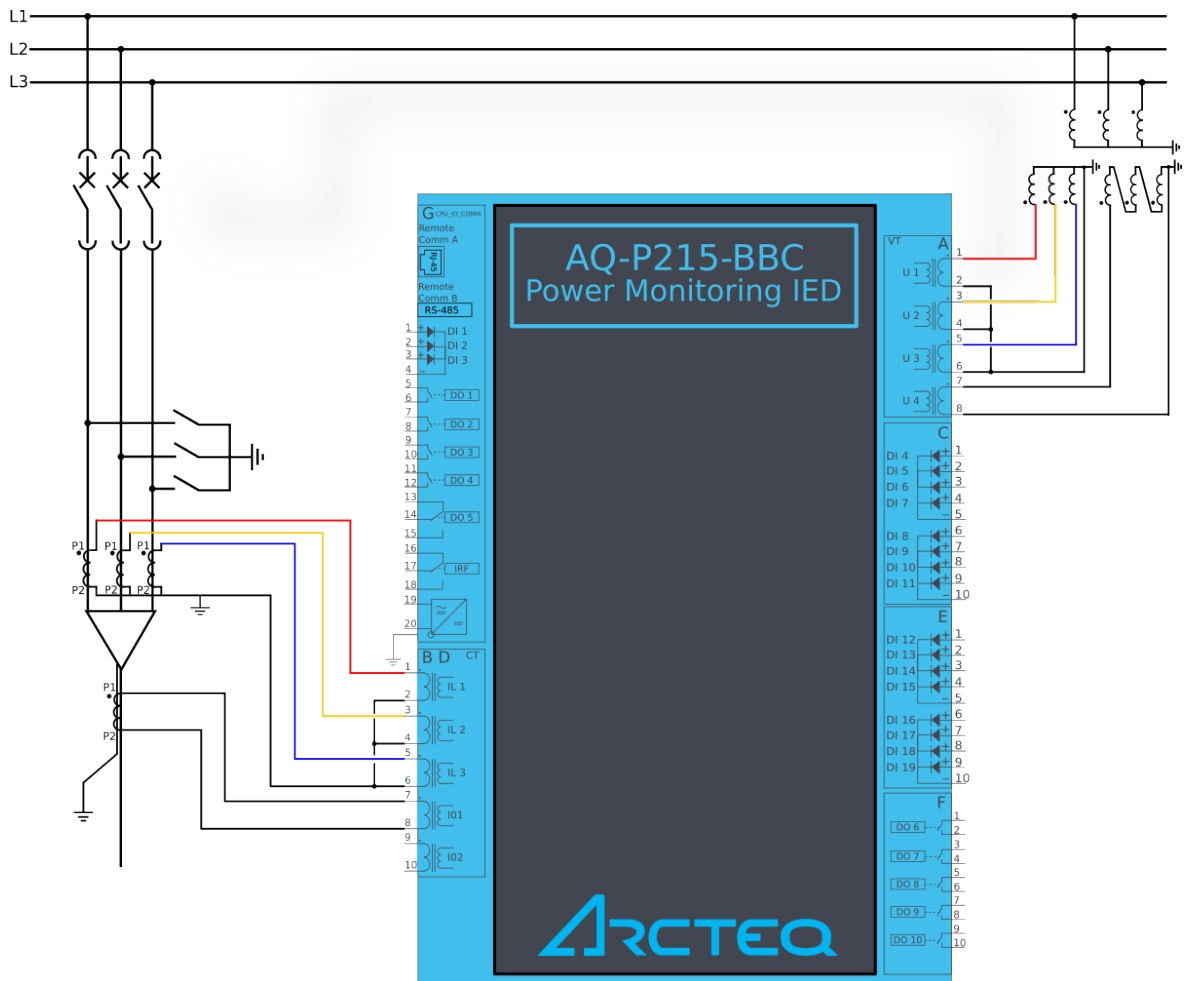 L1
L2
L3
G CPU_IO_COMM
Remote
Comm A
RJ-45
Remote
Comm B
RS-485
1 + DI 1
2 + DI 2
3 + DI 3
4 −
5
6 DO 1
7
8 DO 2
9
10 DO 3
11
12 DO 4
13
14 DO 5
15
16
17 IRF
18
19
20
B D CT
1
IL 1
2
3
IL 2
4
5
IL 3
6
7
I01
8
9
I02
10
P1 P1 P1
P2 P2 P2
P1
P2
AQ-P215-BBC
Power Monitoring IED
ARCTEQ
VT A
1
U 1
2
3
U 2
4
5
U 3
6
7
U 4
8
C
DI 4 + 1
DI 5 + 2
DI 6 + 3
DI 7 + 4
− 5
DI 8 + 6
DI 9 + 7
DI 10 + 8
DI 11 + 9
− 10
E
DI 12 + 1
DI 13 + 2
DI 14 + 3
DI 15 + 4
− 5
DI 16 + 6
DI 17 + 7
DI 18 + 8
DI 19 + 9
− 10
F
1
DO 6 2
3
DO 7 4
5
DO 8 6
7
DO 9 8
9
DO 10 10